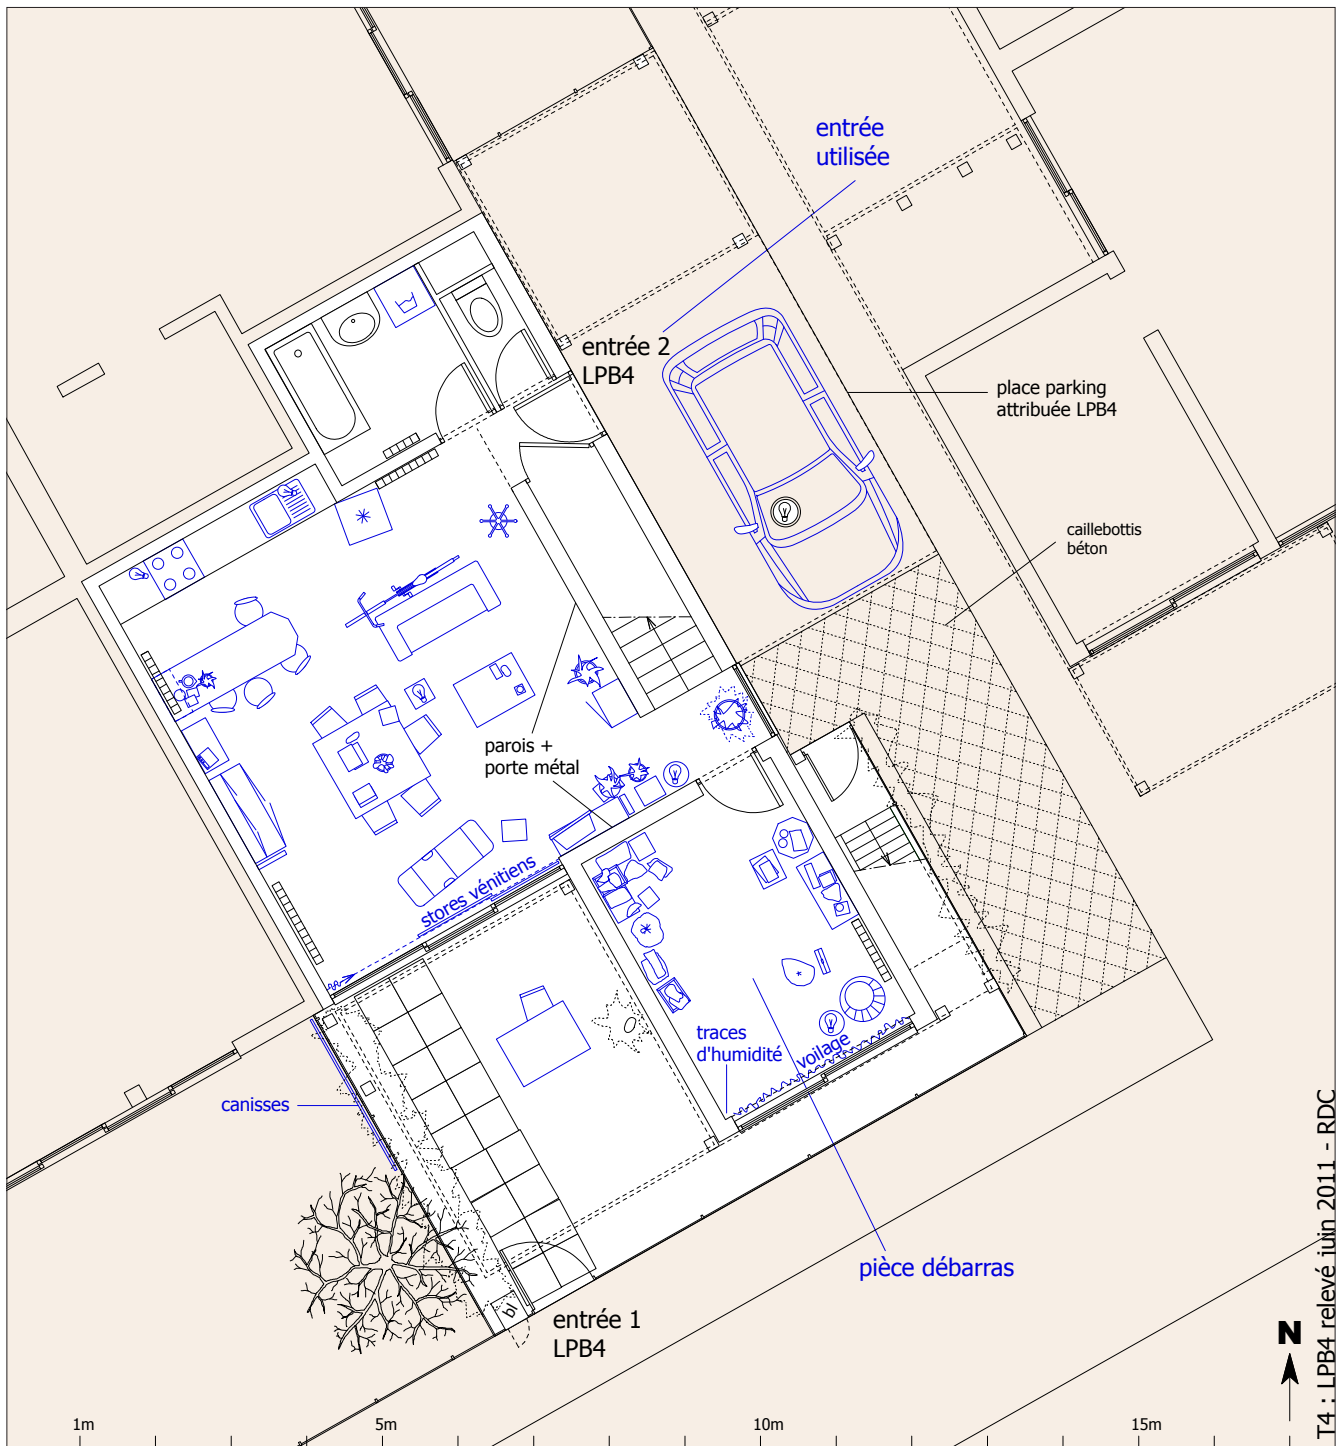 entrée
utilisée
entrée 2
LPB4
place parking
attribuée LPB4
caillebottis
béton
parois +
porte métal
stores vénitiens
traces
d'humidité
voilage
canisses
pièce débarras
bl
entrée 1
LPB4
N
1m
5m
10m
15m
T4 : LPB4 relevé juin 2011 - RDC